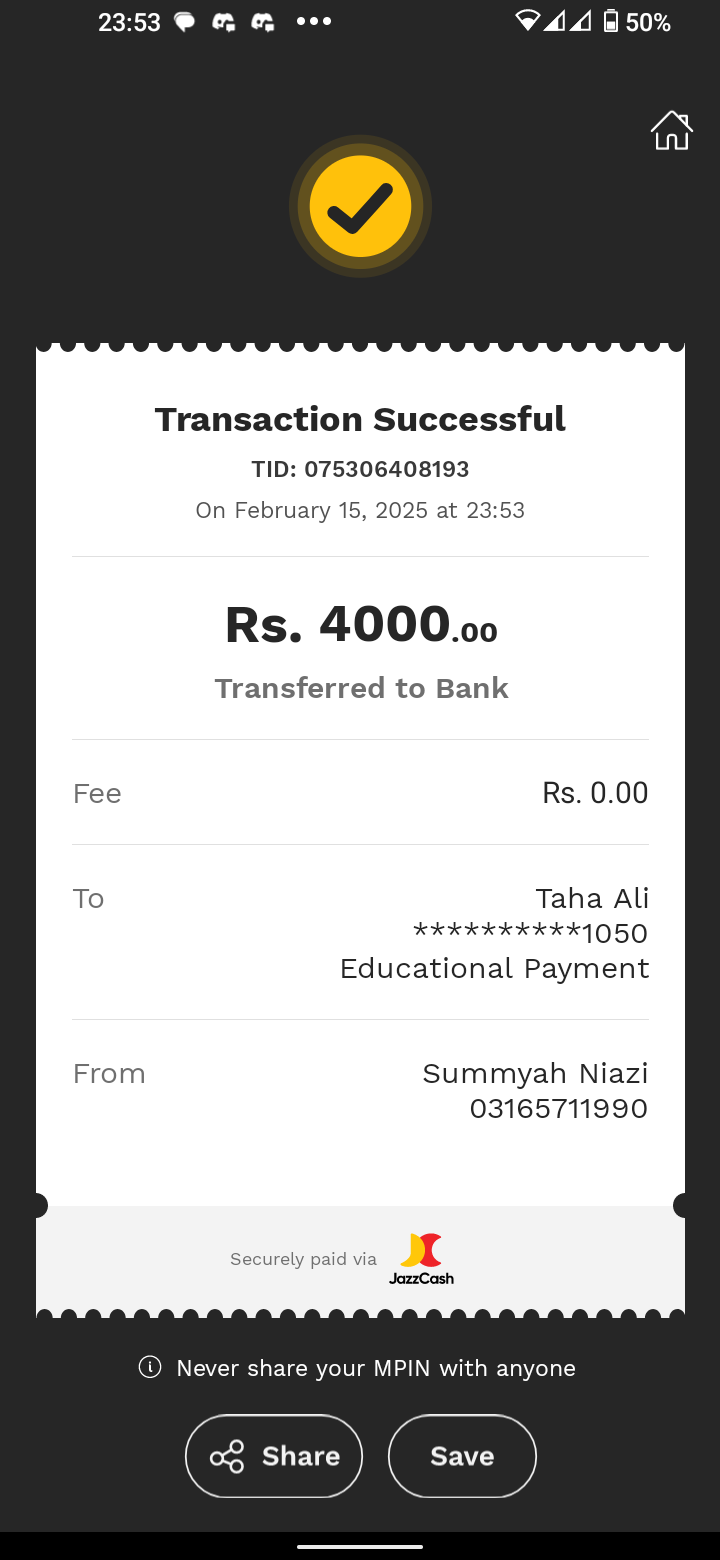 23:53
50%
Transaction Successful
TID: 075306408193
On February 15, 2025 at 23:53
Rs. 4000.00
Transferred to Bank
Fee Rs. 0.00
To Taha Ali
**********1050
Educational Payment
From Summyah Niazi
03165711990
Securely paid via JazzCash
Never share your MPIN with anyone
Share Save